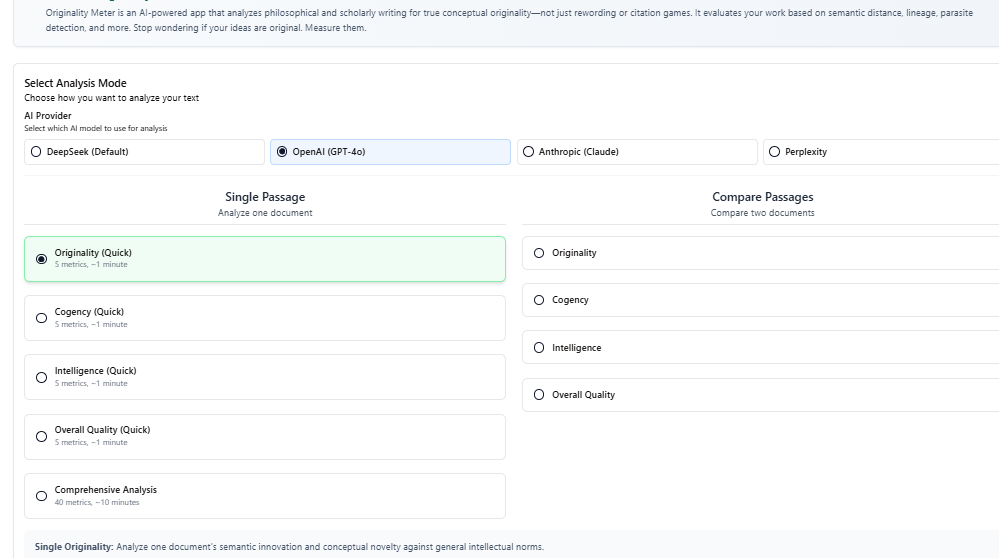 Originality Meter is an AI-powered app that analyzes philosophical and scholarly writing for true conceptual originality—not just rewording or citation games. It evaluates your work based on semantic distance, lineage, parasite
detection, and more. Stop wondering if your ideas are original. Measure them.
Select Analysis Mode
Choose how you want to analyze your text
AI Provider
Select which AI model to use for analysis
DeepSeek (Default)
OpenAI (GPT-4o)
Anthropic (Claude)
Perplexity
Single Passage
Analyze one document
Originality (Quick)
5 metrics, ~1 minute
Cogency (Quick)
5 metrics, ~1 minute
Intelligence (Quick)
5 metrics, ~1 minute
Overall Quality (Quick)
5 metrics, ~1 minute
Comprehensive Analysis
40 metrics, ~10 minutes
Compare Passages
Compare two documents
Originality
Cogency
Intelligence
Overall Quality
Single Originality: Analyze one document's semantic innovation and conceptual novelty against general intellectual norms.